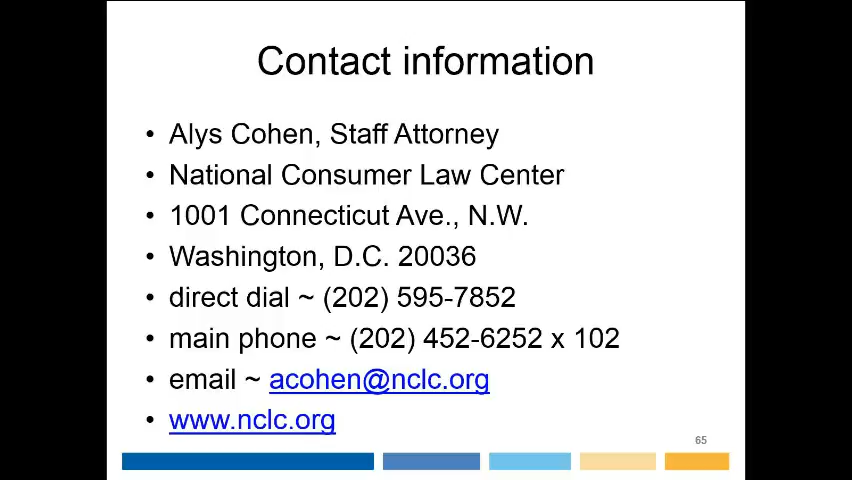 Contact information
• Alys Cohen, Staff Attorney
• National Consumer Law Center
• 1001 Connecticut Ave., N.W.
• Washington, D.C. 20036
• direct dial ~ (202) 595-7852
• main phone ~ (202) 452-6252 x 102
• email ~ acohen@nclc.org
• www.nclc.org
65